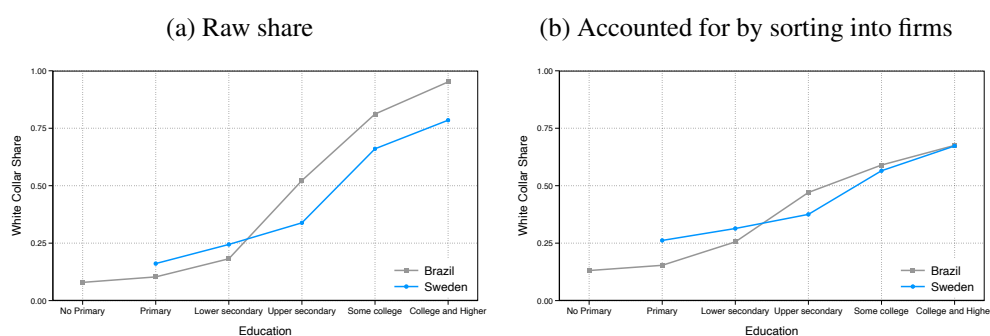 (a) Raw share
1.00
0.75
0.50
0.25
0.00
White Collar Share
No Primary
Primary
Lower secondary
Upper secondary
Some college
College and Higher
Education
Brazil
Sweden
(b) Accounted for by sorting into firms
1.00
0.75
0.50
0.25
0.00
White Collar Share
No Primary
Primary
Lower secondary
Upper secondary
Some college
College and Higher
Education
Brazil
Sweden